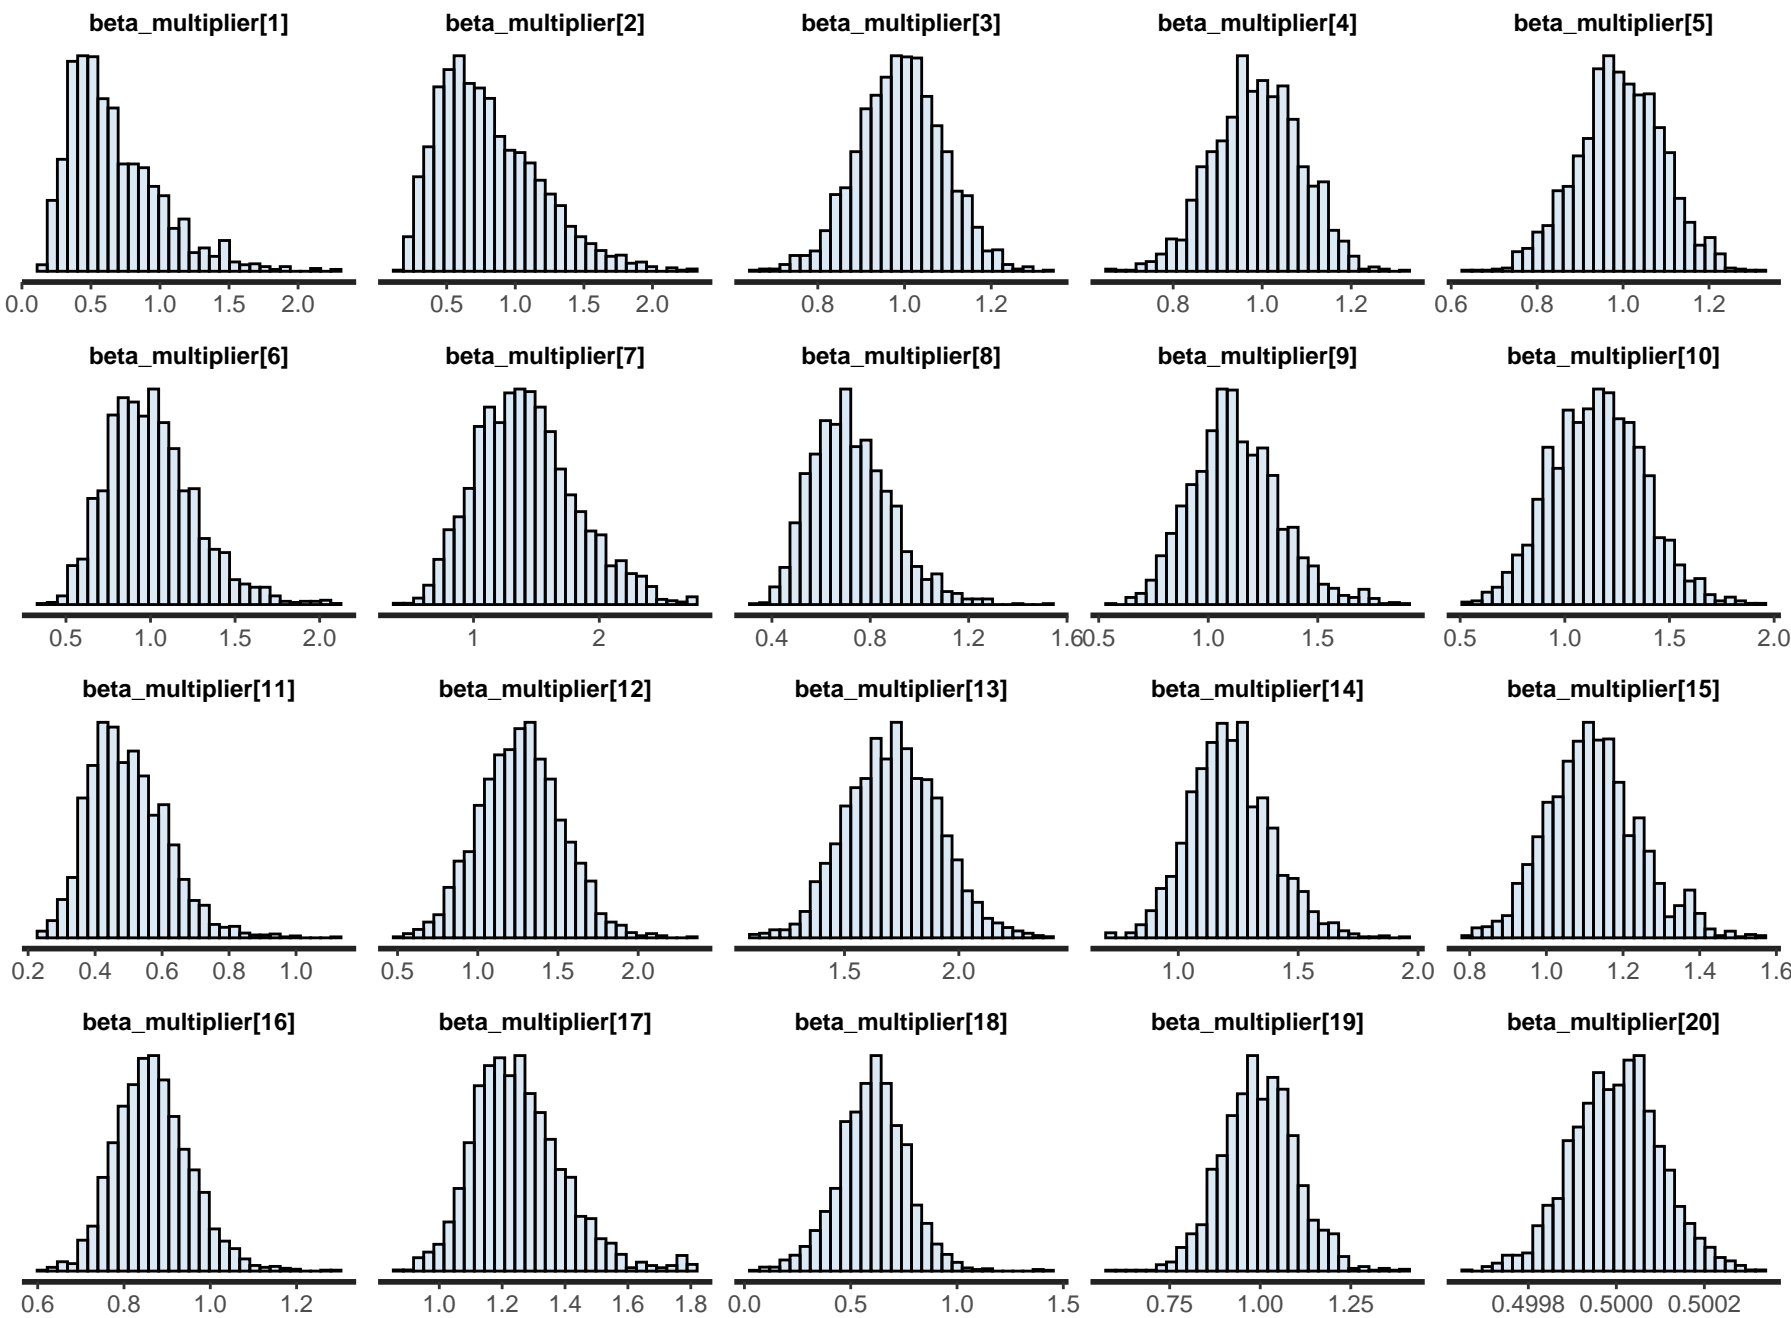 beta_multiplier[1] beta_multiplier[2] beta_multiplier[3] beta_multiplier[4] beta_multiplier[5]
0.0 0.5 1.0 1.5 2.0 0.5 1.0 1.5 2.0 0.8 1.0 1.2 0.8 1.0 1.2 0.6 0.8 1.0 1.2
beta_multiplier[6] beta_multiplier[7] beta_multiplier[8] beta_multiplier[9] beta_multiplier[10]
0.5 1.0 1.5 2.0 1 2 0.4 0.8 1.2 1.6 0.5 1.0 1.5 0.5 1.0 1.5 2.0
beta_multiplier[11] beta_multiplier[12] beta_multiplier[13] beta_multiplier[14] beta_multiplier[15]
0.2 0.4 0.6 0.8 1.0 0.5 1.0 1.5 2.0 1.5 2.0 1.0 1.5 2.0 0.8 1.0 1.2 1.4 1.6
beta_multiplier[16] beta_multiplier[17] beta_multiplier[18] beta_multiplier[19] beta_multiplier[20]
0.6 0.8 1.0 1.2 1.0 1.2 1.4 1.6 1.8 0.0 0.5 1.0 1.5 0.75 1.00 1.25 0.4998 0.5000 0.5002